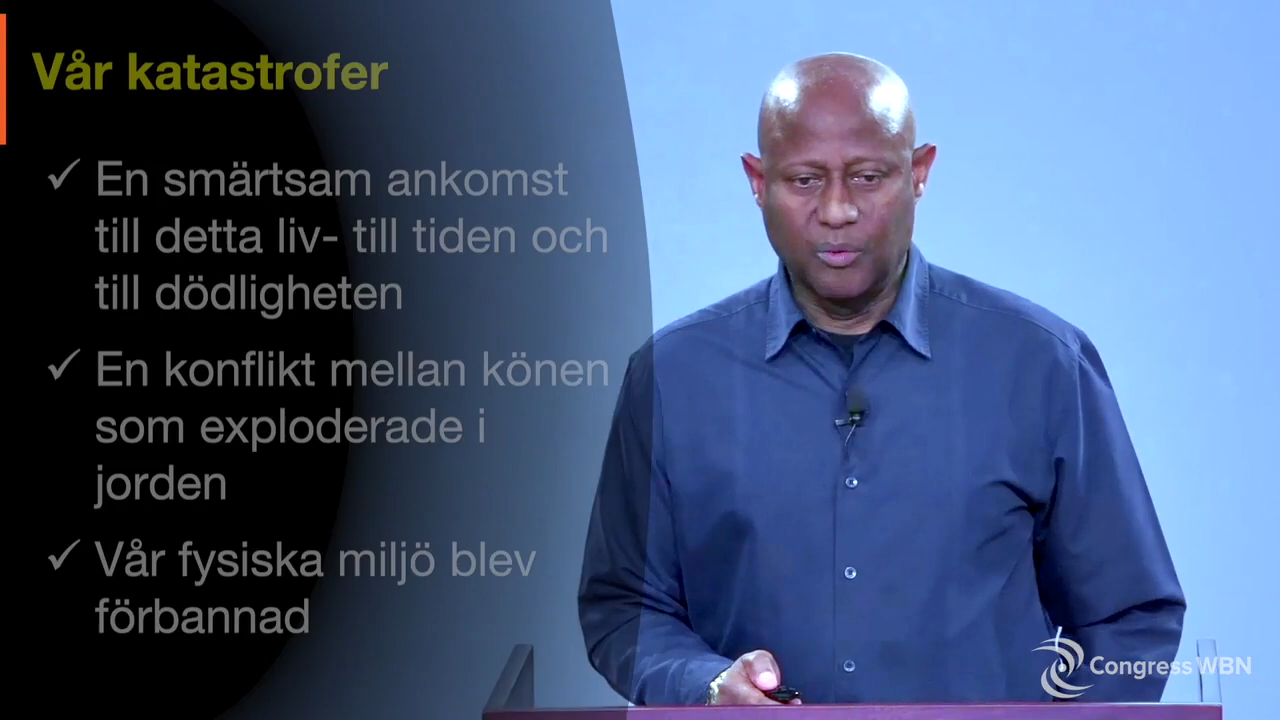 Vår katastrofer
✓ En smärtsam ankomst
till detta liv- till tiden och
till dödligheten
✓ En konflikt mellan könen
som exploderade i
jorden
✓ Vår fysiska miljö blev
förbannad
Congress WBN